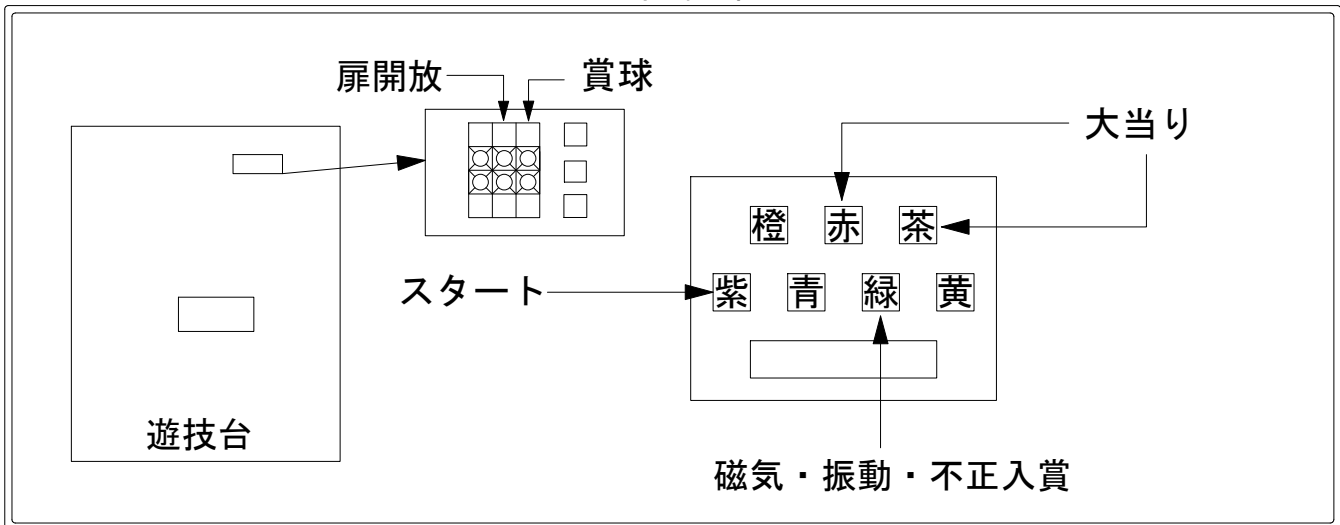 扉開放 賞球
大当り
橙 赤 茶
スタート 紫 青 緑 黄
遊技台
磁気・振動・不正入賞